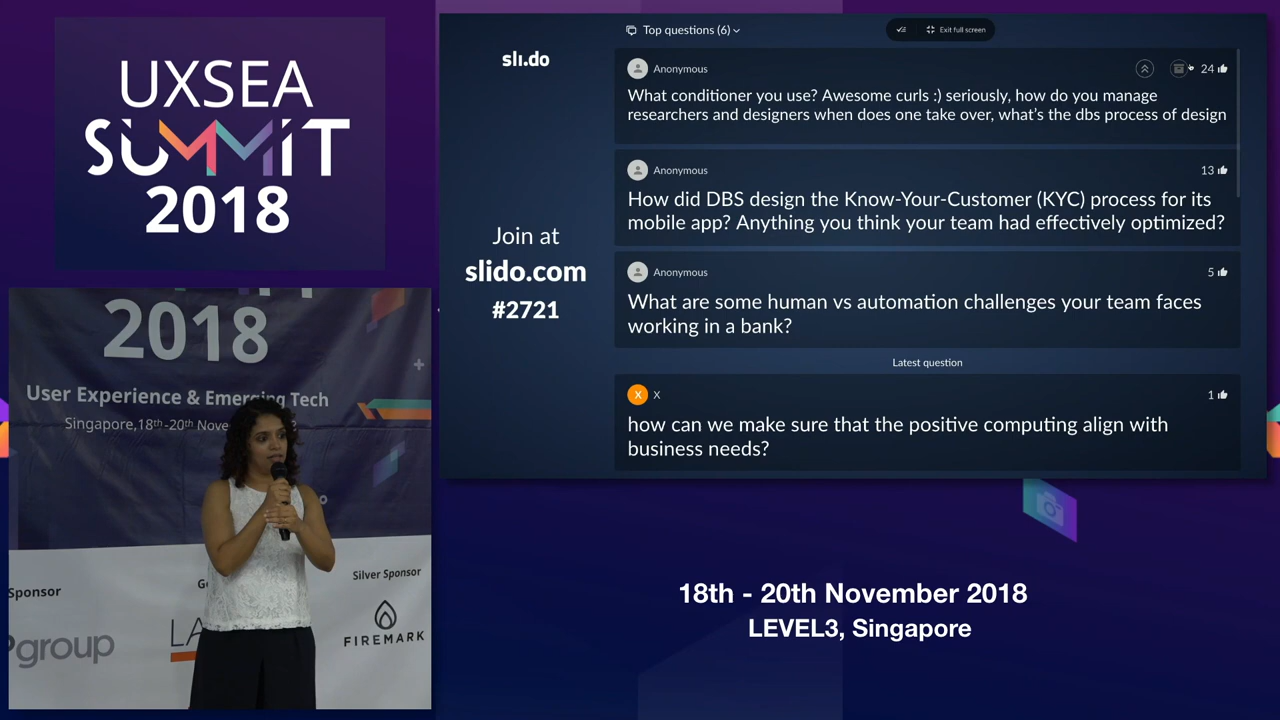 UXSEA
SUMMIT
2018
2018
User Experience & Emerging Tech
Singapore, 18th -20th Nove
Sponsor
group
LA
Silver Sponsor
FIREMARK
sli.do
Join at
slido.com
#2721
Top questions (6)
Exit full screen
Anonymous
24
What conditioner you use? Awesome curls :) seriously, how do you manage
researchers and designers when does one take over, what's the dbs process of design
Anonymous
13
How did DBS design the Know-Your-Customer (KYC) process for its
mobile app? Anything you think your team had effectively optimized?
Anonymous
5
What are some human vs automation challenges your team faces
working in a bank?
Latest question
X
X
1
how can we make sure that the positive computing align with
business needs?
18th - 20th November 2018
LEVEL3, Singapore